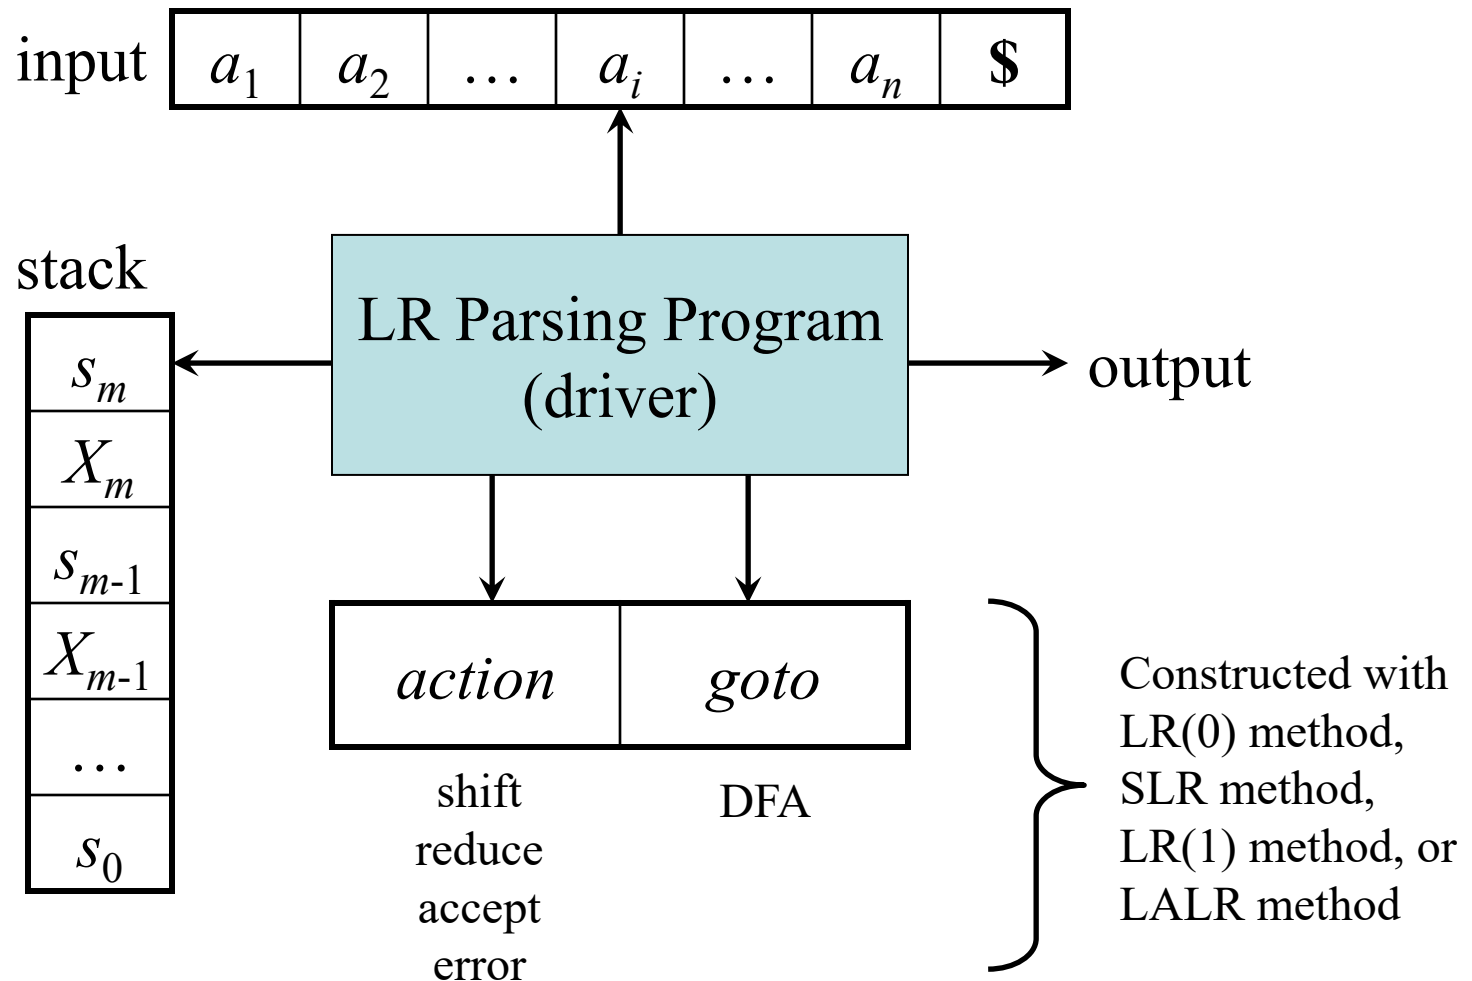 input a1 a2 … ai … an $
stack
LR Parsing Program
(driver)
output
sm
Xm
sm-1
Xm-1
…
s0
action goto
shift
reduce
accept
error
DFA
Constructed with
LR(0) method,
SLR method,
LR(1) method, or
LALR method